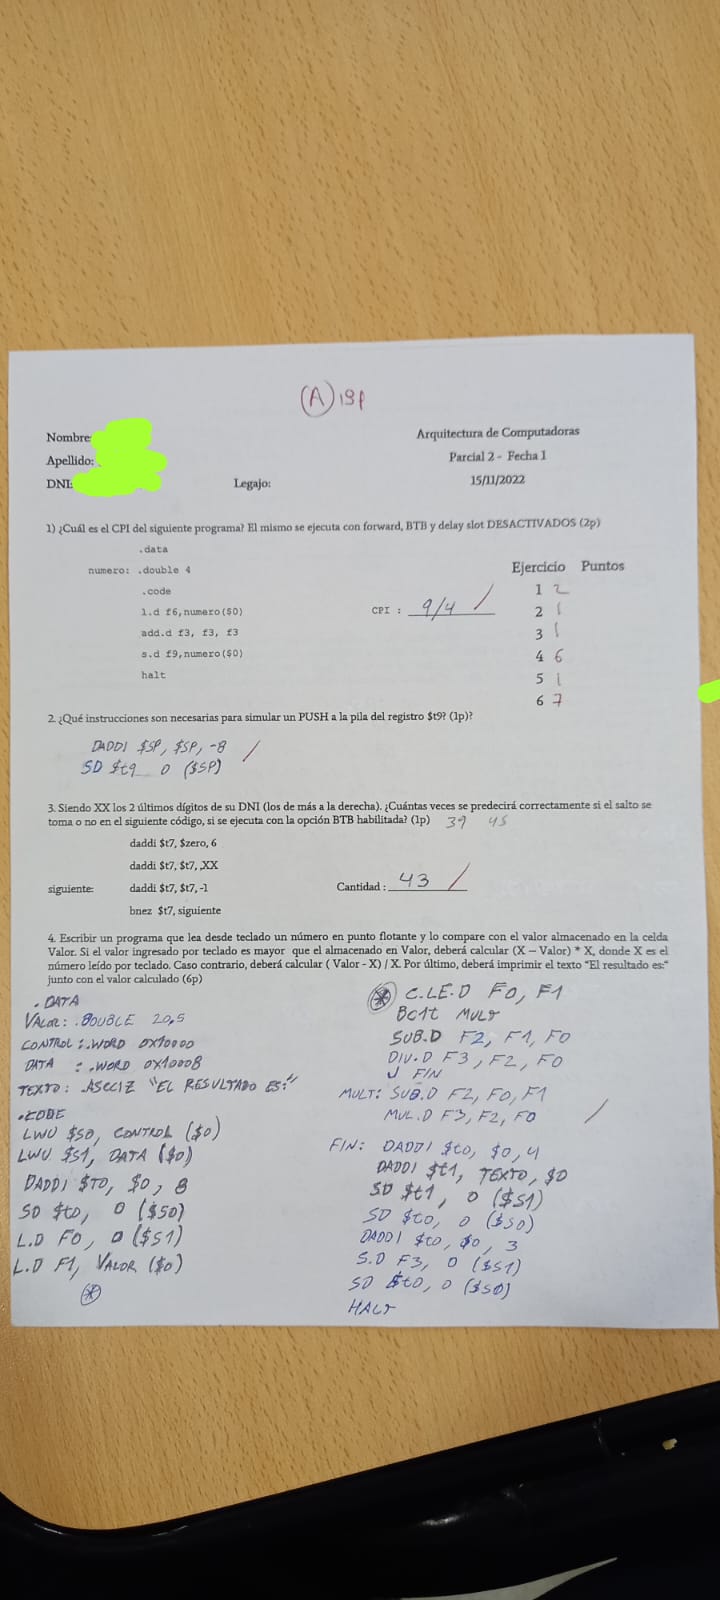 (A) 18p
Nombre:
Apellido:
DNI:
Legajo:
Arquitectura de Computadoras
Parcial 2 - Fecha 1
15/11/2022
1) ¿Cuál es el CPI del siguiente programa? El mismo se ejecuta con forward, BTB y delay slot DESACTIVADOS (2p)
.data
numero: .double 4
.code
l.d f6,numero($0)
add.d f3, f3, f3
s.d f9,numero($0)
halt
CPI : 9/4
Ejercicio Puntos
1 2
2 1
3 1
4 6
5 1
6 7
2. ¿Qué instrucciones son necesarias para simular un PUSH a la pila del registro $t9? (1p)?
DADDI $SP, $SP, -8
SD $t9 0 ($SP)
3. Siendo XX los 2 últimos dígitos de su DNI (los de más a la derecha). ¿Cuántas veces se predecirá correctamente si el salto se
toma o no en el siguiente código, si se ejecuta con la opción BTB habilitada? (1p) 39 45
daddi $t7, $zero, 6
daddi $t7, $t7, ,XX
siguiente: daddi $t7, $t7, -1
bnez $t7, siguiente
Cantidad : 43
4. Escribir un programa que lea desde teclado un número en punto flotante y lo compare con el valor almacenado en la celda
Valor. Si el valor ingresado por teclado es mayor que el almacenado en Valor, deberá calcular (X – Valor) * X, donde X es el
número leído por teclado. Caso contrario, deberá calcular ( Valor - X) / X. Por último, deberá imprimir el texto "El resultado es:"
junto con el valor calculado (6p)
.DATA
VALOR: .DOUBLE 20,5
CONTROL: .WORD 0X10000
DATA : .WORD 0X10008
TEXTO: .ASCCIZ "EL RESULTADO ES:"
.CODE
LWU $S0, CONTROL ($0)
LWU $S1, DATA ($0)
DADDI $T0, $0, 8
SD $t0, 0 ($S0)
L.D F0, 0 ($S1)
L.D F1, VALOR ($0)
*
* C.LE.D F0, F1
BC1T MULT
SUB.D F2, F1, F0
DIV.D F3, F2, F0
J FIN
MULT: SUB.D F2, F0, F1
MUL.D F3, F2, F0
FIN: DADDI $t0, $0, 4
DADDI $t1, TEXTO, $0
SD $t1, 0 ($S1)
SD $t0, 0 ($S0)
DADDI $t0, $0, 3
S.D F3, 0 ($S1)
SD $t0, 0 ($S0)
HALT